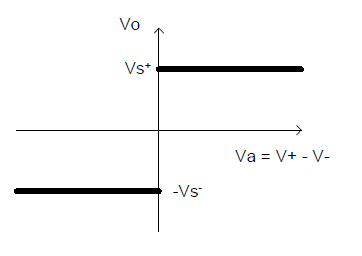 Vo
Vs⁺
Va = V+ - V-
-Vs⁻